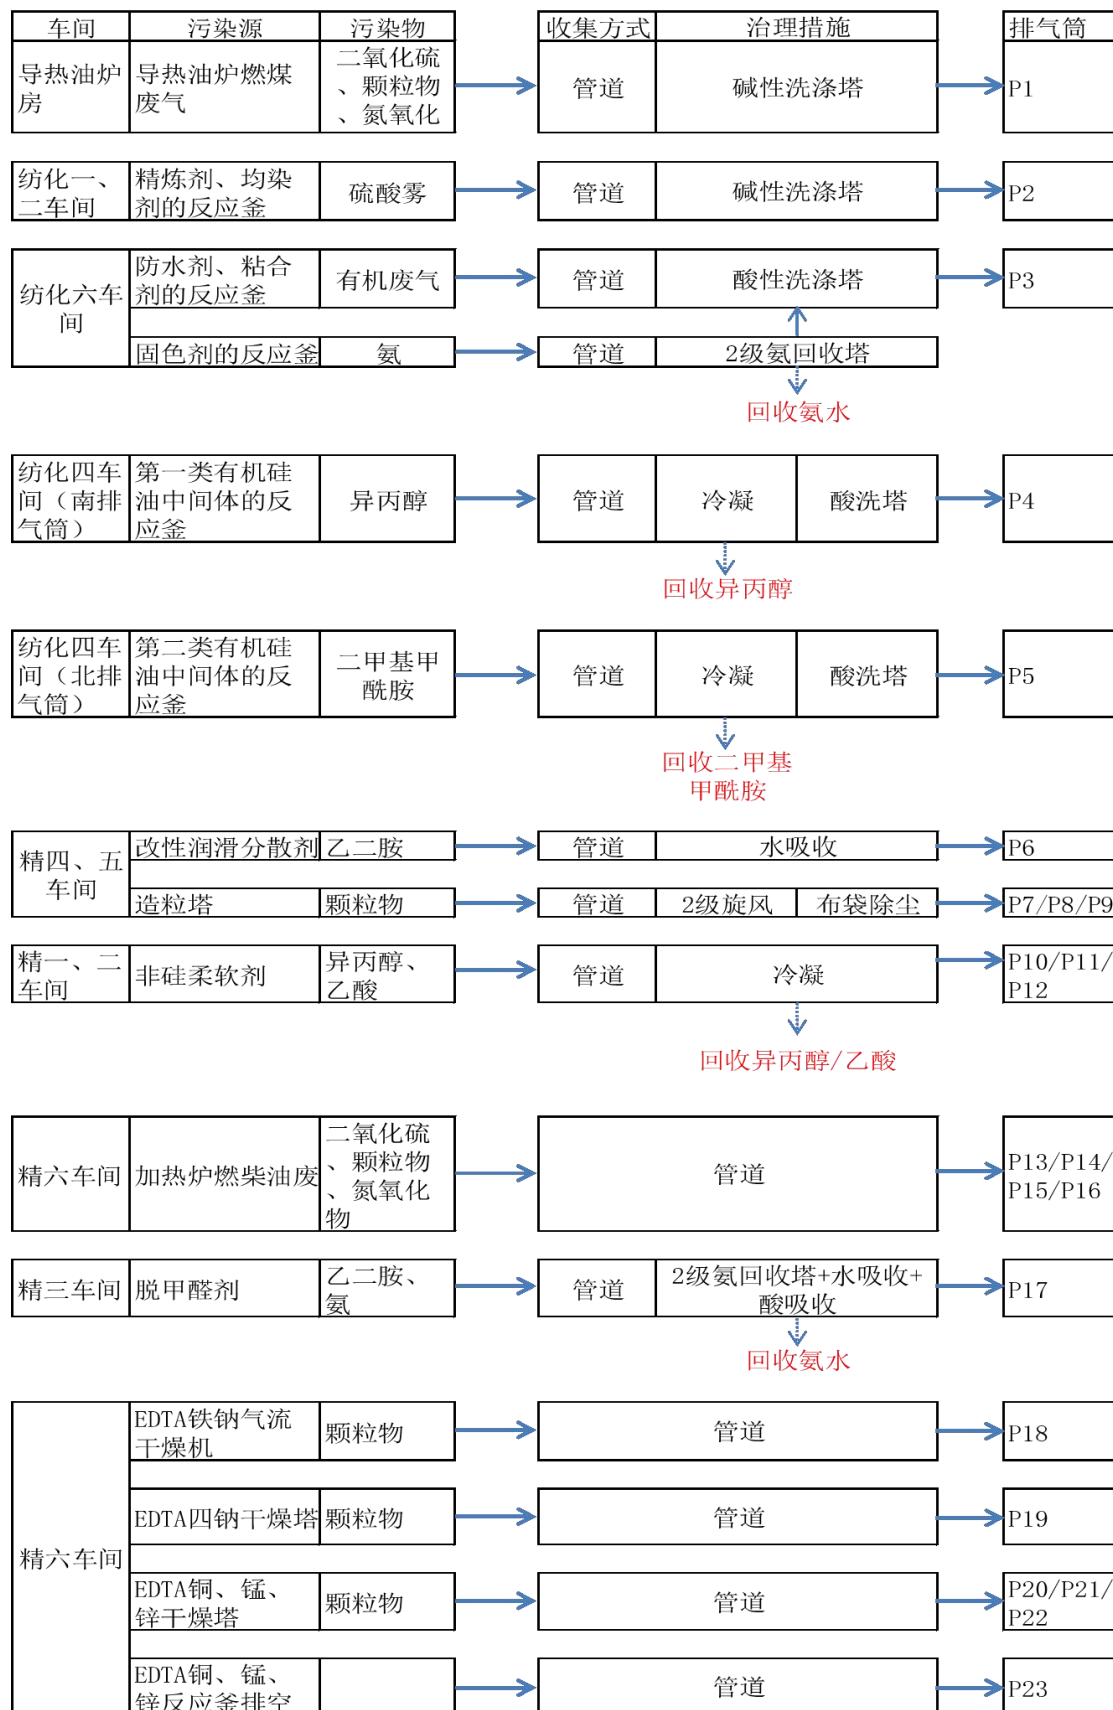 车间 污染源 污染物 收集方式 治理措施 排气筒
导热油炉房 导热油炉燃煤废气 二氧化硫、颗粒物、氮氧化 管道 碱性洗涤塔 P1
纺化一、二车间 精炼剂、均染剂的反应釜 硫酸雾 管道 碱性洗涤塔 P2
纺化六车间 防水剂、粘合剂的反应釜 有机废气 管道 酸性洗涤塔 P3
固色剂的反应釜 氨 管道 2级氨回收塔
回收氨水
纺化四车间（南排气筒） 第一类有机硅油中间体的反应釜 异丙醇 管道 冷凝 酸洗塔 P4
回收异丙醇
纺化四车间（北排气筒） 第二类有机硅油中间体的反应釜 二甲基甲酰胺 管道 冷凝 酸洗塔 P5
回收二甲基
甲酰胺
精四、五车间 改性润滑分散剂 乙二胺 管道 水吸收 P6
造粒塔 颗粒物 管道 2级旋风 布袋除尘 P7/P8/P9
精一、二车间 非硅柔软剂 异丙醇、乙酸 管道 冷凝 P10/P11/P12
回收异丙醇/乙酸
精六车间 加热炉燃柴油废 二氧化硫、颗粒物、氮氧化物 管道 P13/P14/P15/P16
精三车间 脱甲醛剂 乙二胺、氨 管道 2级氨回收塔+水吸收+酸吸收 P17
回收氨水
精六车间 EDTA铁钠气流干燥机 颗粒物 管道 P18
EDTA四钠干燥塔 颗粒物 管道 P19
EDTA铜、锰、锌干燥塔 颗粒物 管道 P20/P21/P22
EDTA铜、锰、锌反应釜排空 管道 P23